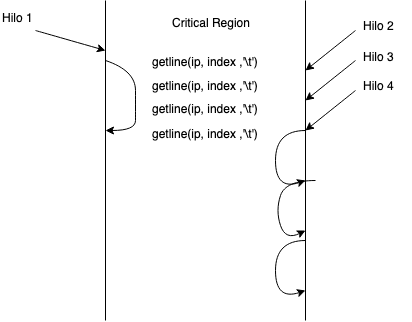 Hilo 1
Critical Region
Hilo 2
getline(ip, index ,'\t')
Hilo 3
getline(ip, index ,'\t')
Hilo 4
getline(ip, index ,'\t')
getline(ip, index ,'\t')